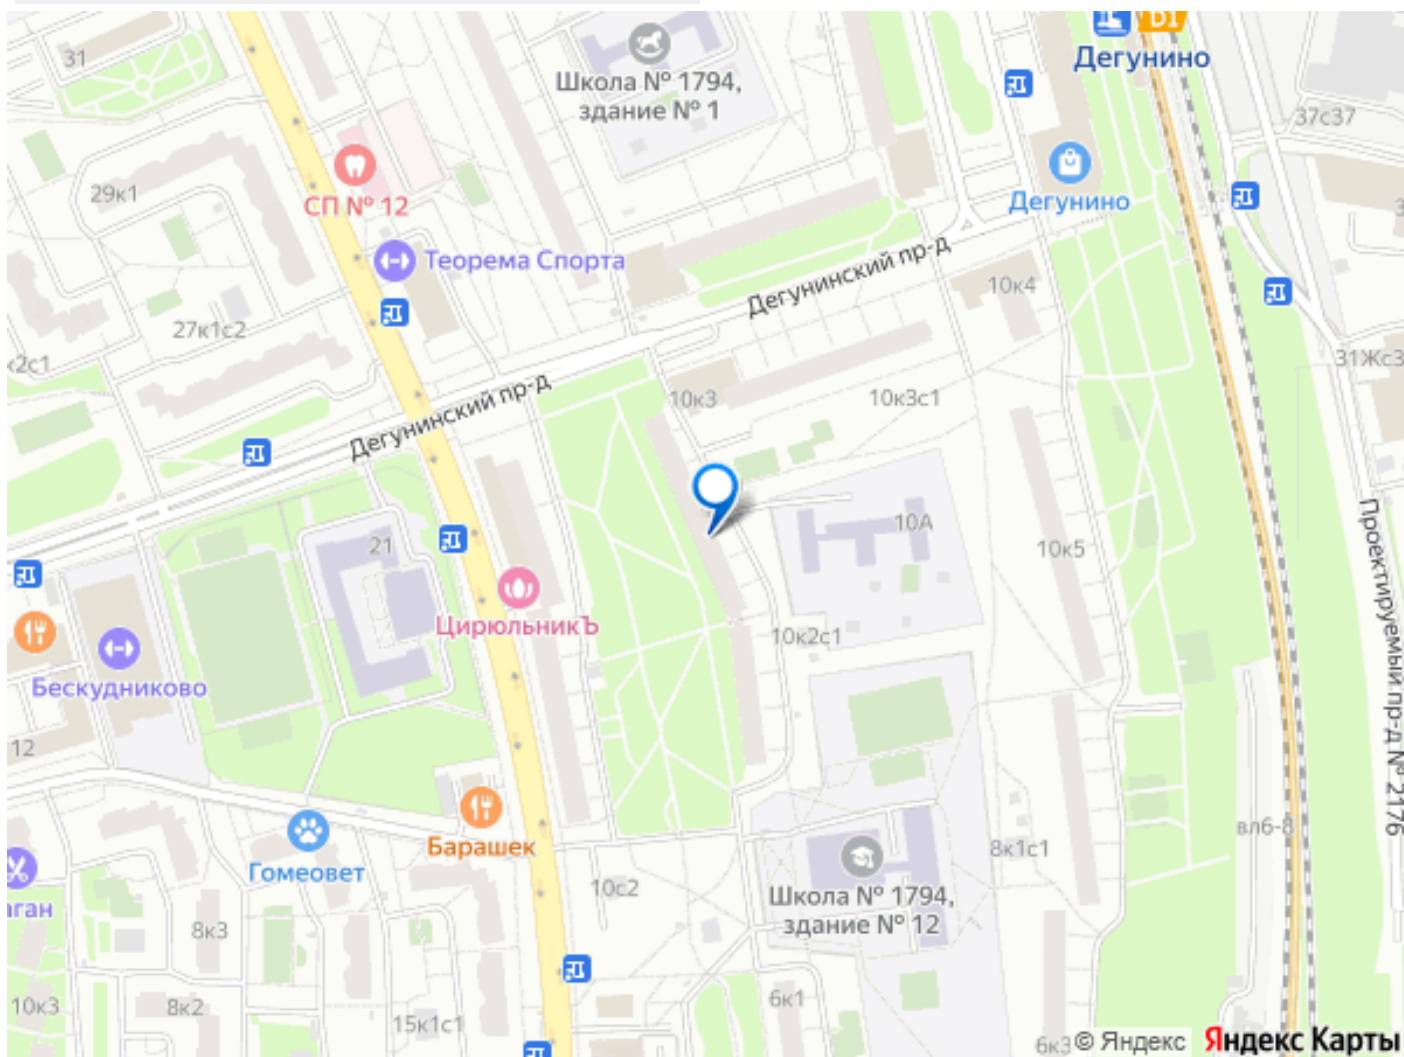 D1
Дегунино
31
Школа № 1794,
здание № 1
37с37
29к1
СП № 12
Дегунино
Теорема Спорта
Дегунинский пр-д
10к4
27к1с2
к2с1
31Жс3
Дегунинский пр-д
10к3
10к3с1
21
10А
10к5
Проектируемый пр-д № 2176
ЦирюльникЪ
10к2с1
Бескудниково
12
Барашек
Гомеовет
вл6-8
8к1с1
10с2
Школа № 1794,
здание № 12
аган
8к3
10к3
8к2
15к1с1
6к1
6к3
© Яндекс Яндекс Карты